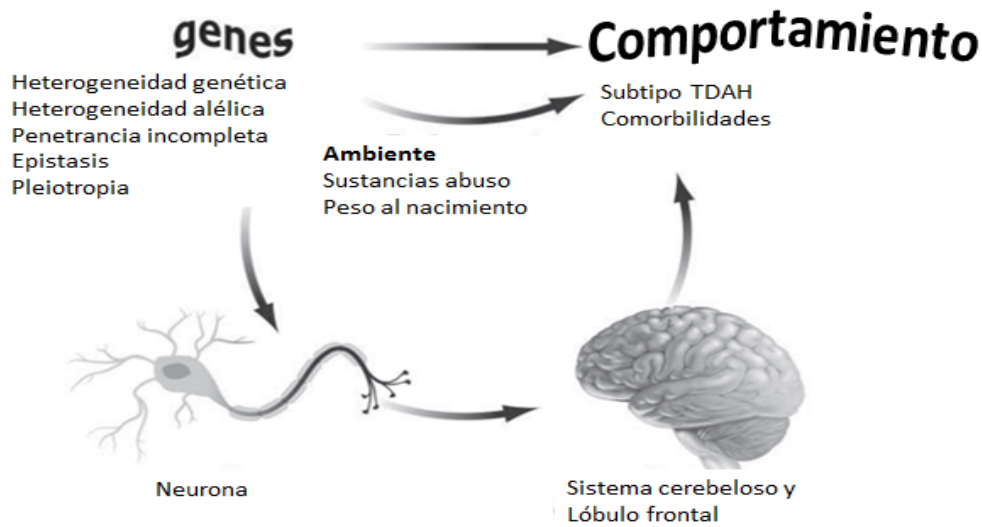 genes
Comportamiento
Heterogeneidad genética
Heterogeneidad alélica
Penetrancia incompleta
Epistasis
Pleiotropia
Subtipo TDAH
Comorbilidades
Ambiente
Sustancias abuso
Peso al nacimiento
Neurona
Sistema cerebeloso y
Lóbulo frontal